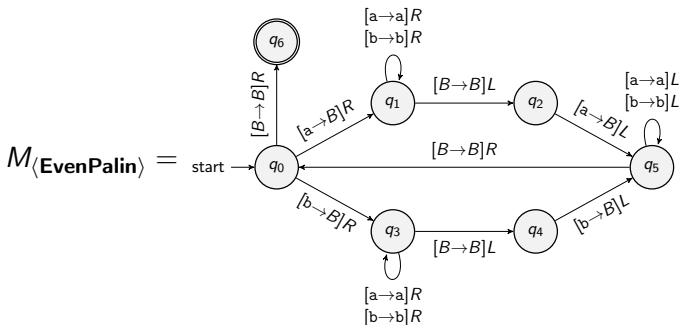 q6
[a→a]R
[b→b]R
[B→B]R
q1
[B→B]L
q2
[a→a]L
[b→b]L
[a→B]R
[a→B]L
M⟨EvenPalin⟩ =
start
q0
[B→B]R
q5
[b→B]R
[b→B]L
q3
[B→B]L
q4
[a→a]R
[b→b]R